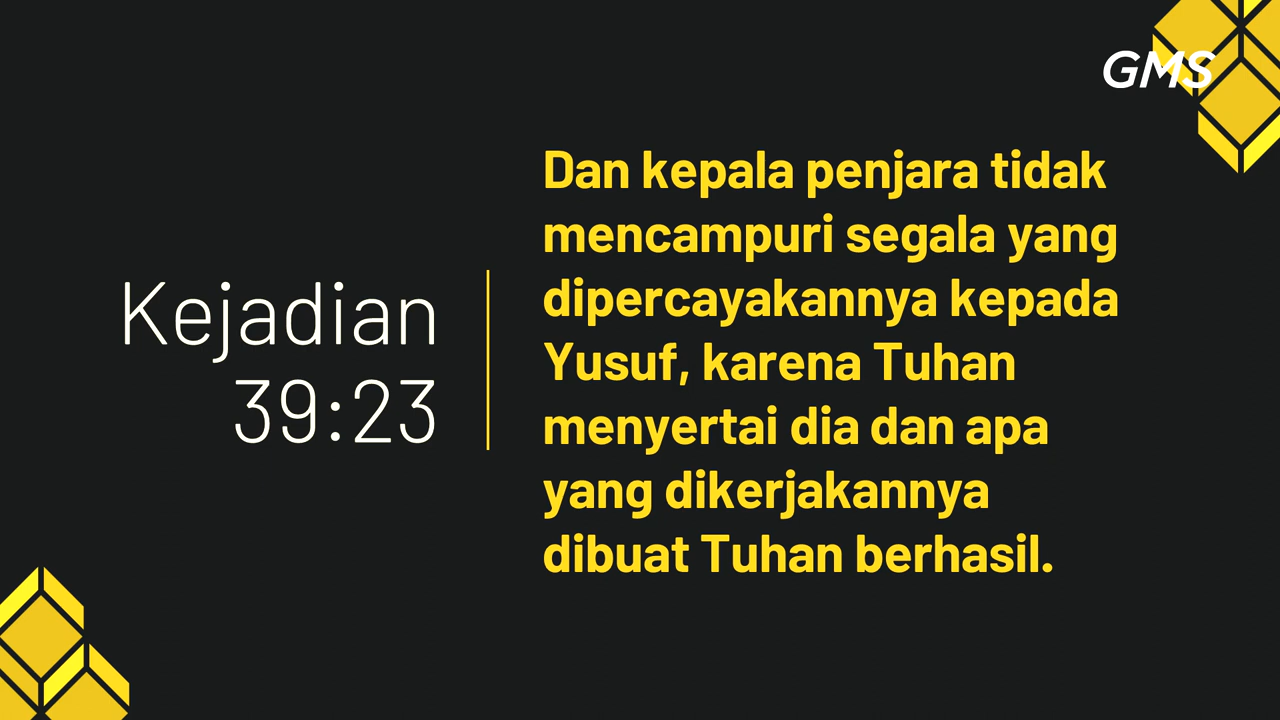 GMS
Kejadian
39:23
Dan kepala penjara tidak
mencampuri segala yang
dipercayakannya kepada
Yusuf, karena Tuhan
menyertai dia dan apa
yang dikerjakannya
dibuat Tuhan berhasil.